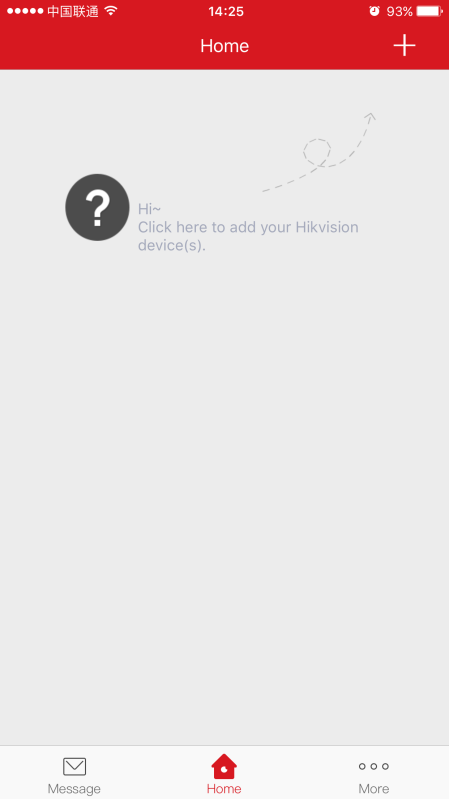 中国联通 14:25 93%
Home
?
Hi~
Click here to add your Hikvision
device(s).
Message Home More